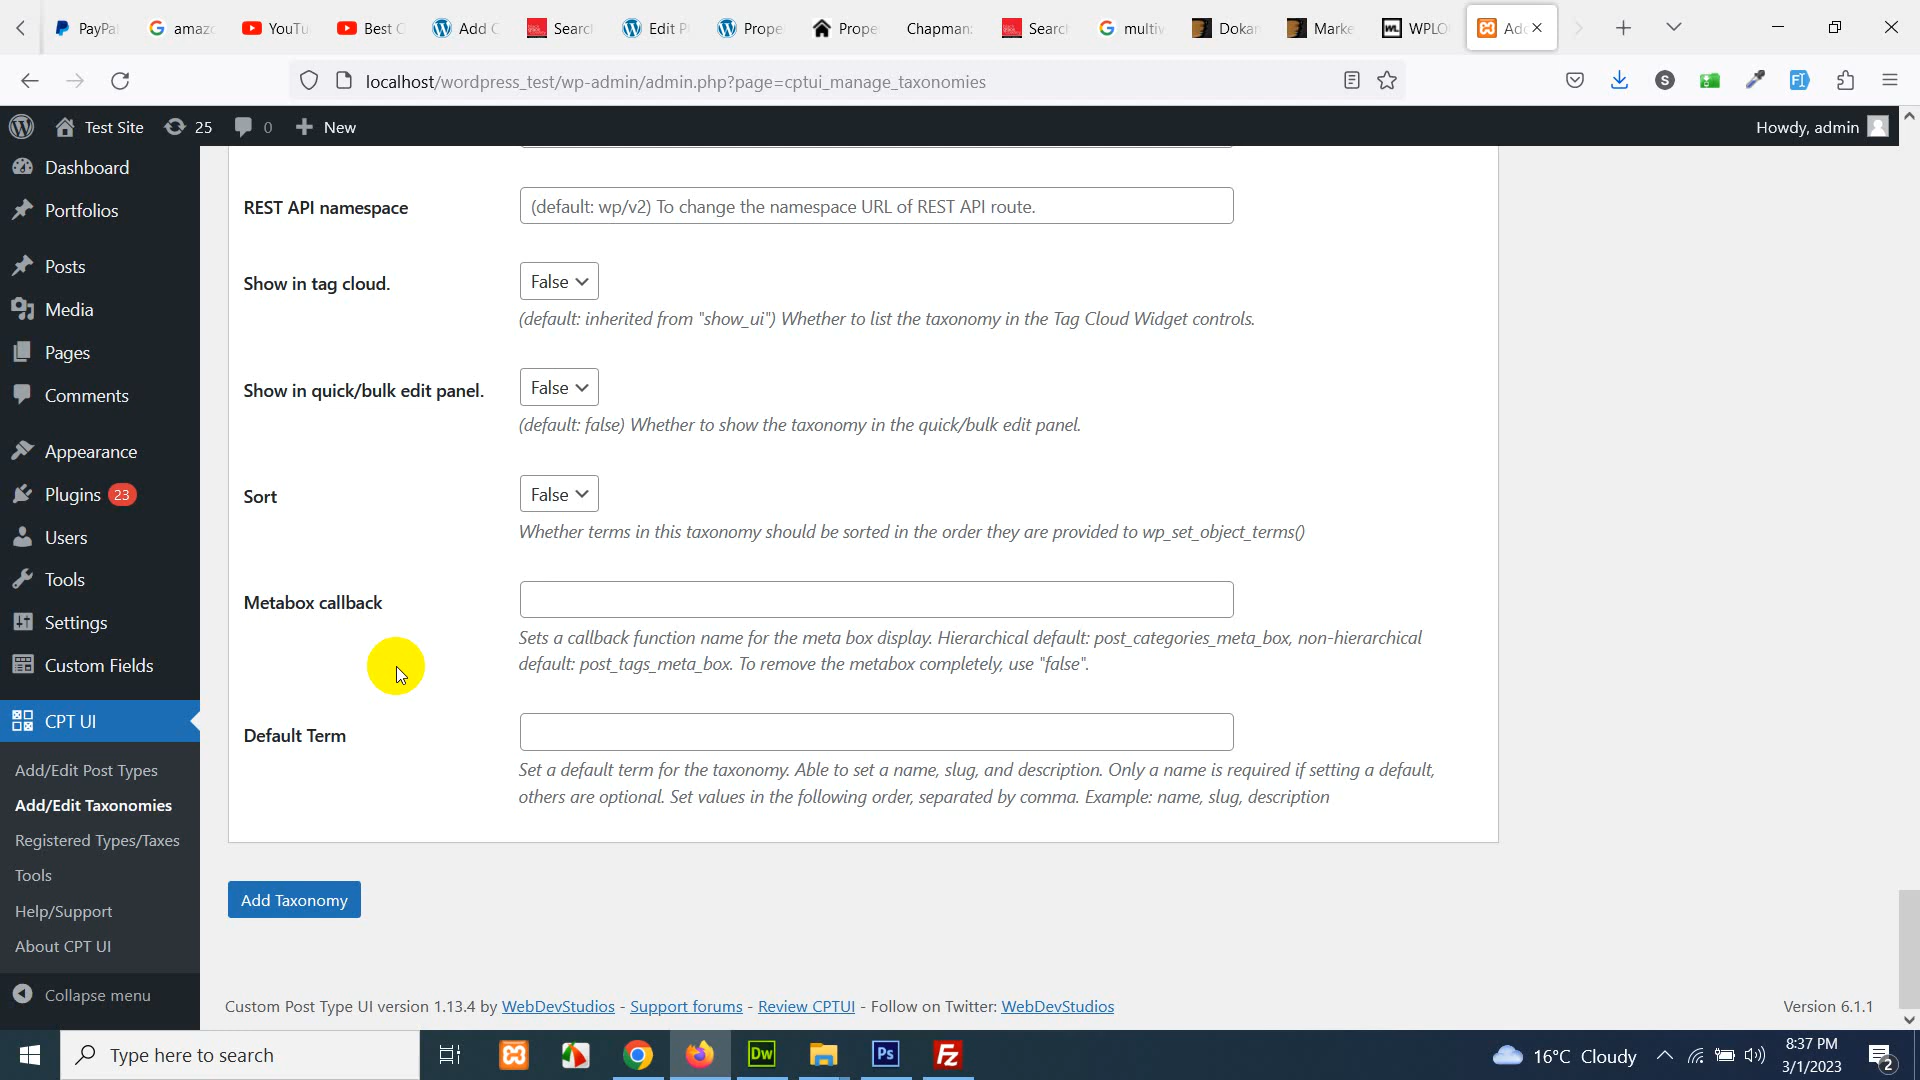 PayPal
amaz
YouTu
Best C
Add C
Searc
Edit P
Prope
Prope
Chapman:
Search
multiv
Dokan
Marke
WL WPLO
Ad
localhost/wordpress_test/wp-admin/admin.php?page=cptui_manage_taxonomies
S
Test Site
25
0
New
Howdy, admin
Dashboard
Portfolios
Posts
Media
Pages
Comments
Appearance
Plugins 23
Users
Tools
Settings
Custom Fields
CPT UI
Add/Edit Post Types
Add/Edit Taxonomies
Registered Types/Taxes
Tools
Help/Support
About CPT UI
Collapse menu
REST API namespace
(default: wp/v2) To change the namespace URL of REST API route.
Show in tag cloud.
False
(default: inherited from "show_ui") Whether to list the taxonomy in the Tag Cloud Widget controls.
Show in quick/bulk edit panel.
False
(default: false) Whether to show the taxonomy in the quick/bulk edit panel.
Sort
False
Whether terms in this taxonomy should be sorted in the order they are provided to wp_set_object_terms()
Metabox callback
Sets a callback function name for the meta box display. Hierarchical default: post_categories_meta_box, non-hierarchical
default: post_tags_meta_box. To remove the metabox completely, use "false".
Default Term
Set a default term for the taxonomy. Able to set a name, slug, and description. Only a name is required if setting a default,
others are optional. Set values in the following order, separated by comma. Example: name, slug, description
Add Taxonomy
Custom Post Type UI version 1.13.4 by WebDevStudios - Support forums - Review CPTUI - Follow on Twitter: WebDevStudios
Version 6.1.1
Type here to search
Dw
Ps
Fz
16°C Cloudy
8:37 PM
3/1/2023
2